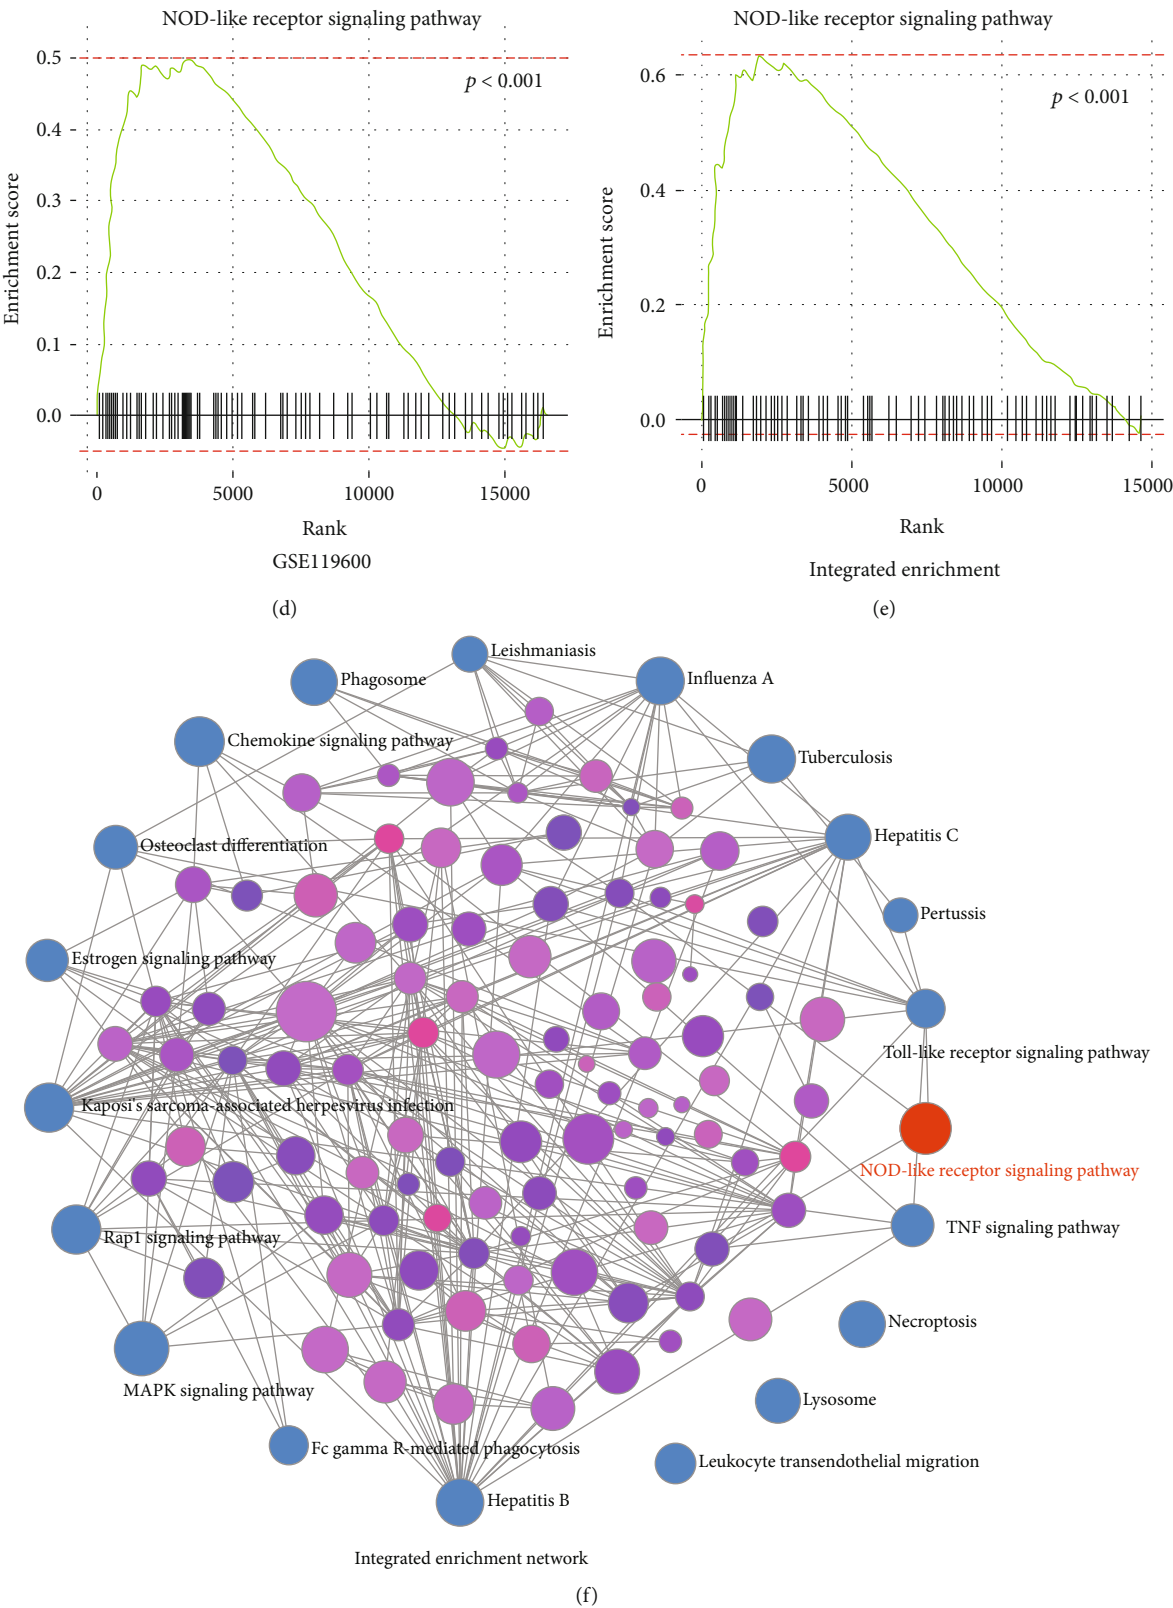 NOD-like receptor signaling pathway
0.5
0.4
0.3
0.2
0.1
0.0
Enrichment score
p < 0.001
0
5000
10000
15000
Rank
GSE119600
(d)
NOD-like receptor signaling pathway
0.6
0.4
0.2
0.0
Enrichment score
p < 0.001
0
5000
10000
15000
Rank
Integrated enrichment
(e)
Leishmaniasis
Phagosome
Influenza A
Chemokine signaling pathway
Tuberculosis
Osteoclast differentiation
Hepatitis C
Pertussis
Estrogen signaling pathway
Toll-like receptor signaling pathway
Kaposi's sarcoma-associated herpesvirus infection
NOD-like receptor signaling pathway
Rap1 signaling pathway
TNF signaling pathway
Necroptosis
MAPK signaling pathway
Lysosome
Fc gamma R-mediated phagocytosis
Leukocyte transendothelial migration
Hepatitis B
Integrated enrichment network
(f)